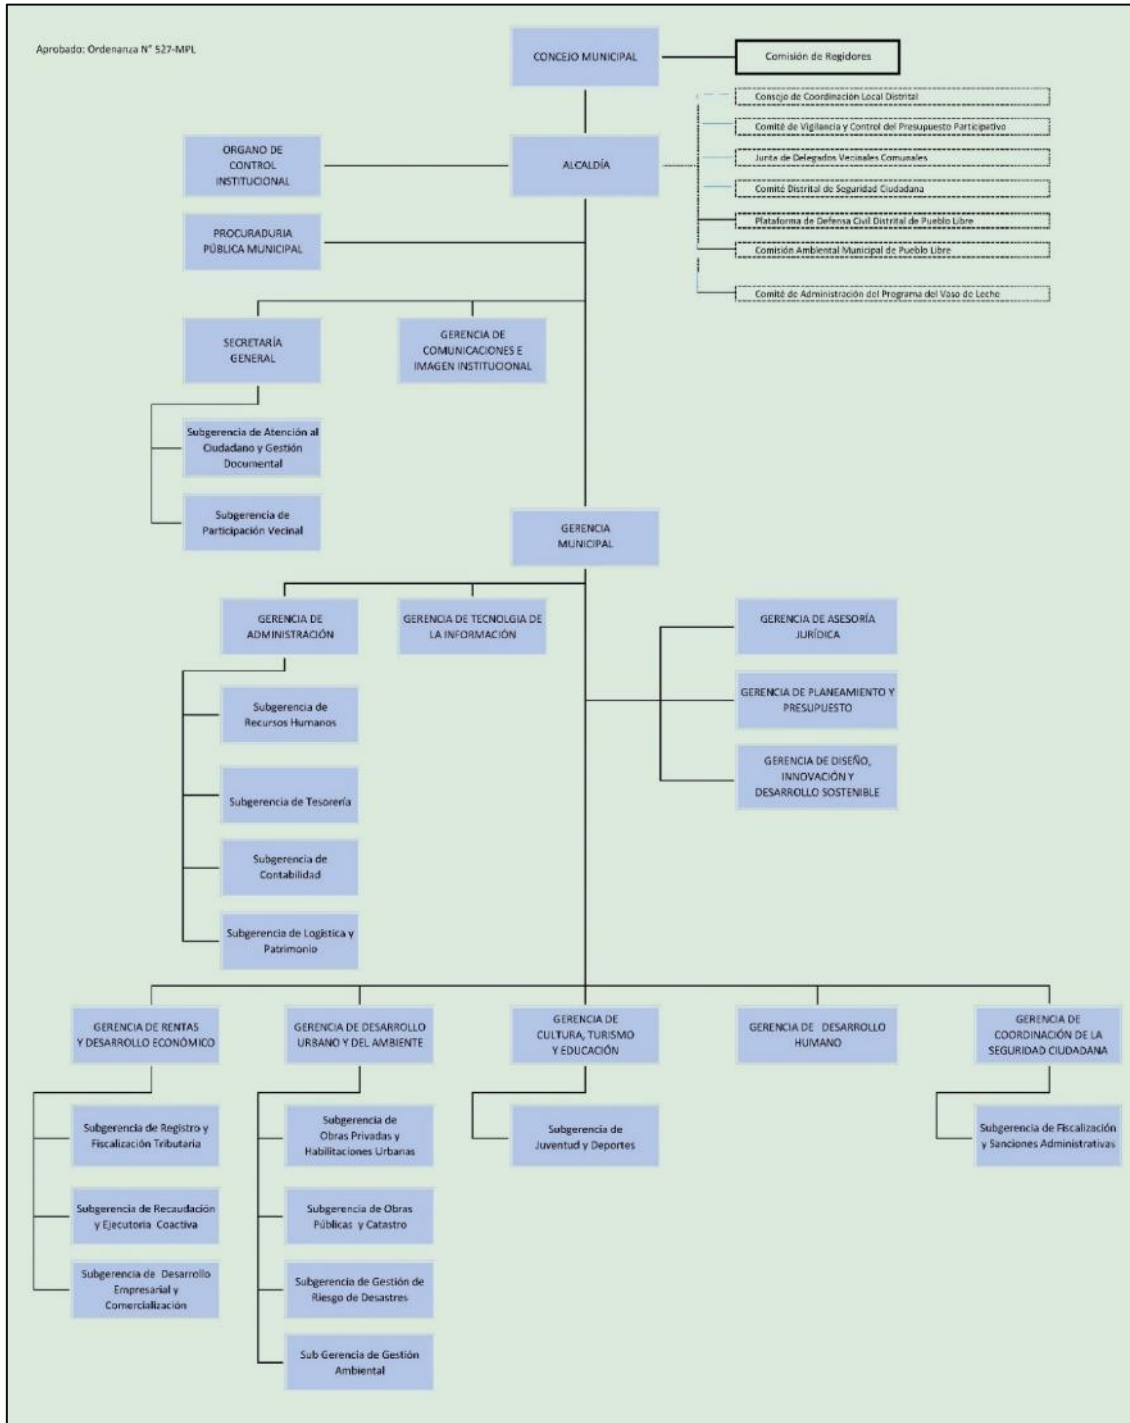 Aprobado: Ordenanza N° 527-MPL
CONCEJO MUNICIPAL
Comisión de Regidores
Consejo de Coordinación Local Distrital
Comité de Vigilancia y Control del Presupuesto Participativo
Junta de Delegados Vecinales Comunales
Comité Distrital de Seguridad Ciudadana
Plataforma de Defensa Civil Distrital de Pueblo Libre
Comisión Ambiental Municipal de Pueblo Libre
Comité de Administración del Programa del Vaso de Leche
ORGANO DE
CONTROL
INSTITUCIONAL
ALCALDÍA
PROCURADURIA
PÚBLICA MUNICIPAL
SECRETARÍA
GENERAL
GERENCIA DE
COMUNICACIONES E
IMAGEN INSTITUCIONAL
Subgerencia de Atención al
Ciudadano y Gestión
Documental
Subgerencia de
Participación Vecinal
GERENCIA
MUNICIPAL
GERENCIA DE
ADMINISTRACIÓN
GERENCIA DE TECNOLGIA DE
LA INFORMACIÓN
GERENCIA DE ASESORÍA
JURÍDICA
GERENCIA DE PLANEAMIENTO Y
PRESUPUESTO
GERENCIA DE DISEÑO,
INNOVACIÓN Y
DESARROLLO SOSTENIBLE
Subgerencia de
Recursos Humanos
Subgerencia de Tesorería
Subgerencia de
Contabilidad
Subgerencia de Logística y
Patrimonio
GERENCIA DE RENTAS
Y DESARROLLO ECONÓMICO
GERENCIA DE DESARROLLO
URBANO Y DEL AMBIENTE
GERENCIA DE
CULTURA, TURISMO
Y EDUCACIÓN
GERENCIA DE DESARROLLO
HUMANO
GERENCIA DE
COORDINACIÓN DE LA
SEGURIDAD CIUDADANA
Subgerencia de Registro y
Fiscalización Tributaria
Subgerencia de Recaudación
y Ejecutoria Coactiva
Subgerencia de Desarrollo
Empresarial y
Comercialización
Subgerencia de
Obras Privadas y
Habilitaciones Urbanas
Subgerencia de Obras
Públicas y Catastro
Subgerencia de Gestión de
Riesgo de Desastres
Sub Gerencia de Gestión
Ambiental
Subgerencia de
Juventud y Deportes
Subgerencia de Fiscalización
y Sanciones Administrativas